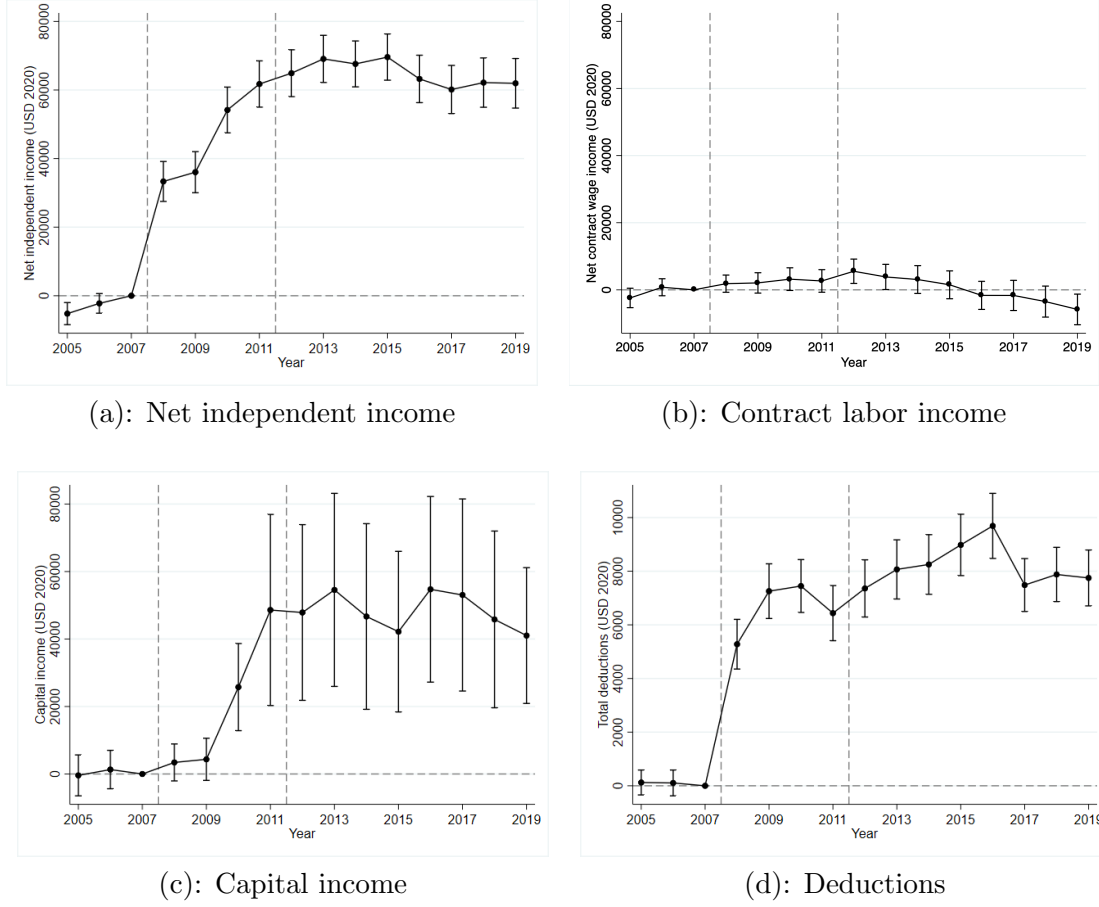 Net independent income (USD 2020)
80000
60000
40000
20000
0
2005 2007 2009 2011 2013 2015 2017 2019
Year
(a): Net independent income
Net contract wage income (USD 2020)
80000
60000
40000
20000
0
2005 2007 2009 2011 2013 2015 2017 2019
Year
(b): Contract labor income
Capital income (USD 2020)
80000
60000
40000
20000
0
2005 2007 2009 2011 2013 2015 2017 2019
Year
(c): Capital income
Total deductions (USD 2020)
10000
8000
6000
4000
2000
0
2005 2007 2009 2011 2013 2015 2017 2019
Year
(d): Deductions